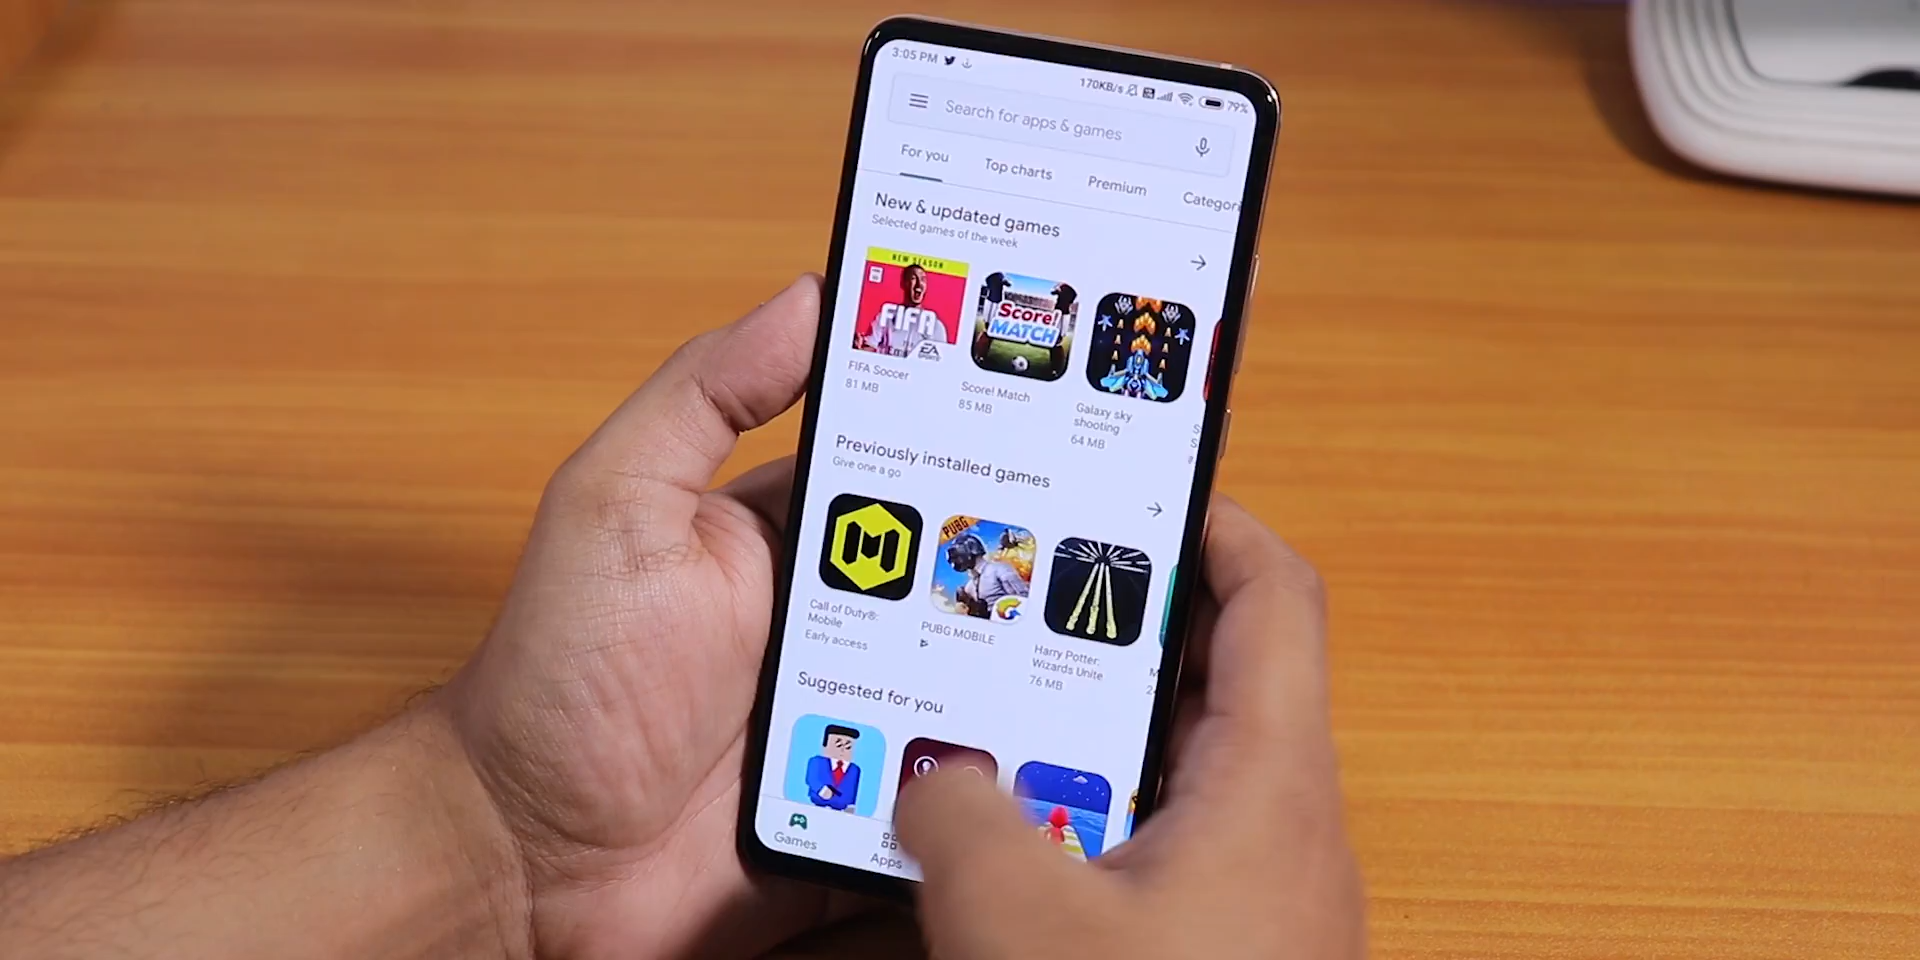 3:05 PM
170KB/s
79%
Search for apps & games
For you
Top charts
Premium
Categori
New & updated games
Selected games of the week
NEW SEASON
FIFA
EA
SPORTS
FIFA Soccer
81 MB
Score!
MATCH
Score! Match
85 MB
Galaxy sky
shooting
64 MB
Previously installed games
Give one a go
Call of Duty®:
Mobile
Early access
PUBG
PUBG MOBILE
Harry Potter:
Wizards Unite
76 MB
Suggested for you
Games
Apps